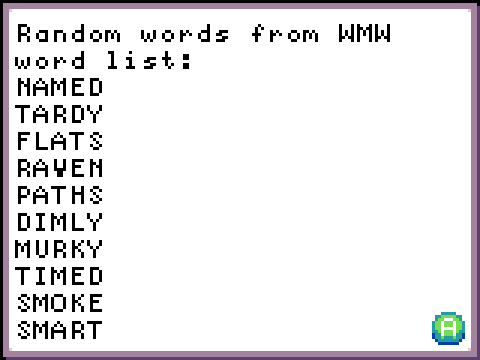 Random words from WMW
word list:
NAMED
TARDY
FLATS
RAVEN
PATHS
DIMLY
MURKY
TIMED
SMOKE
SMART
A